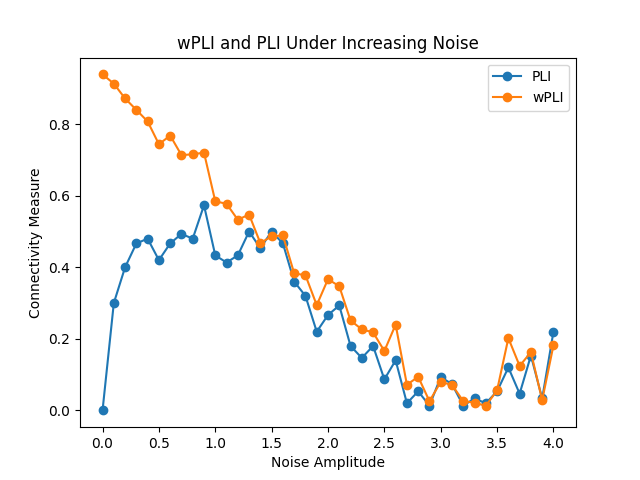 wPLI and PLI Under Increasing Noise
PLI
wPLI
Connectivity Measure
0.8
0.6
0.4
0.2
0.0
0.0 0.5 1.0 1.5 2.0 2.5 3.0 3.5 4.0
Noise Amplitude